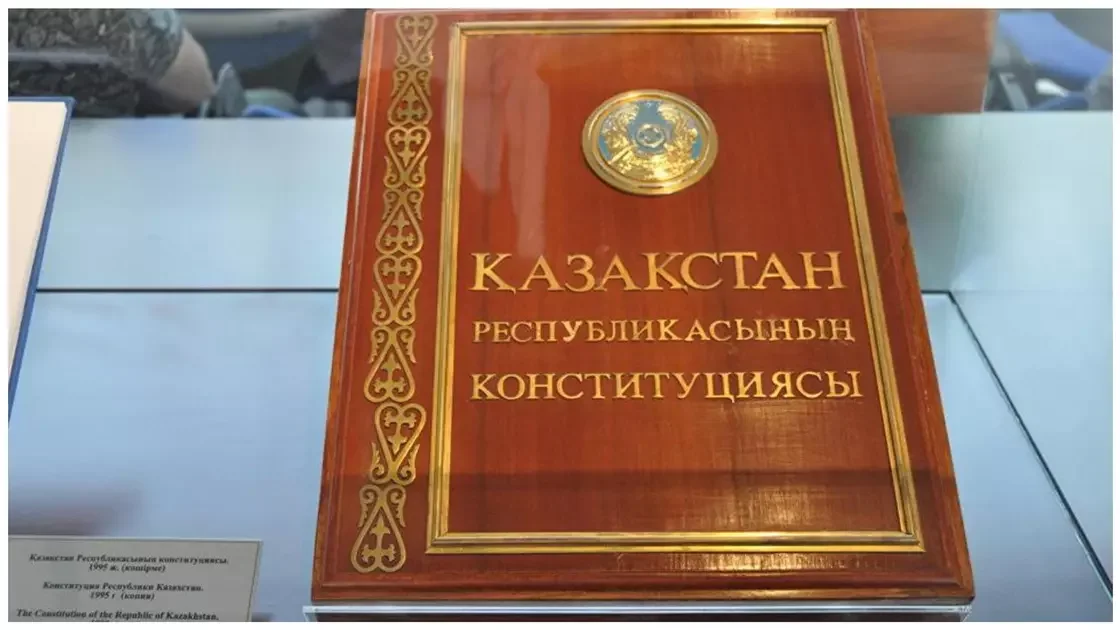 ҚАЗАҚСТАН
РЕСПУБЛИКАСЫНЫҢ
КОНСТИТУЦИЯСЫ
Қазақстан Республикасының конституциясы.
1995 ж. (көшірме)
Конституция Республики Казахстан.
1995 г. (копия)
The Constitution of the Republic of Kazakhstan,